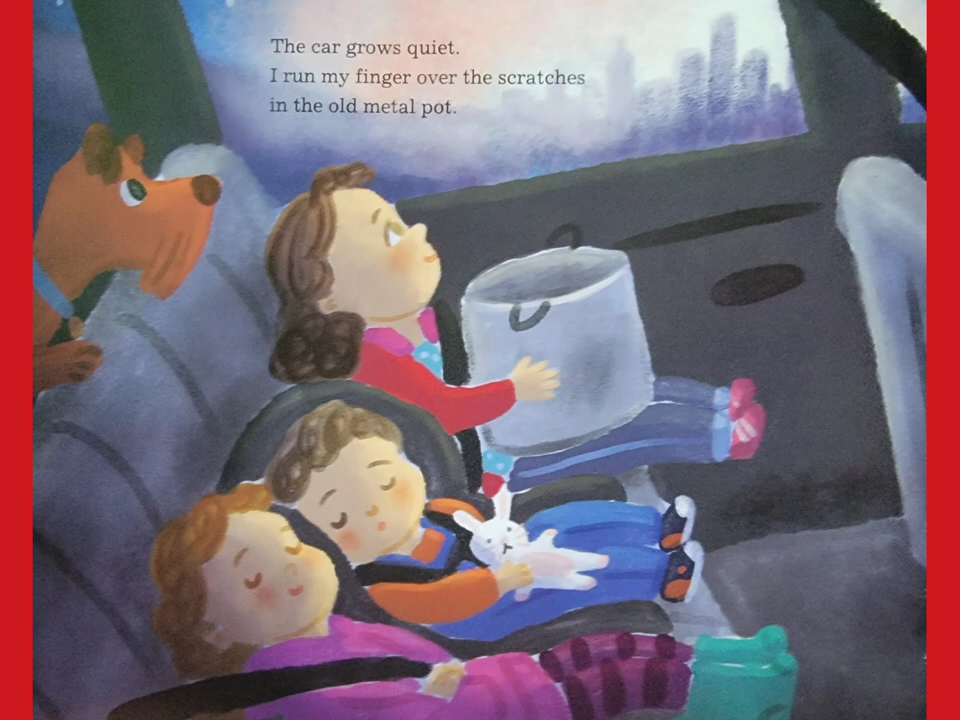 The car grows quiet.
I run my finger over the scratches
in the old metal pot.